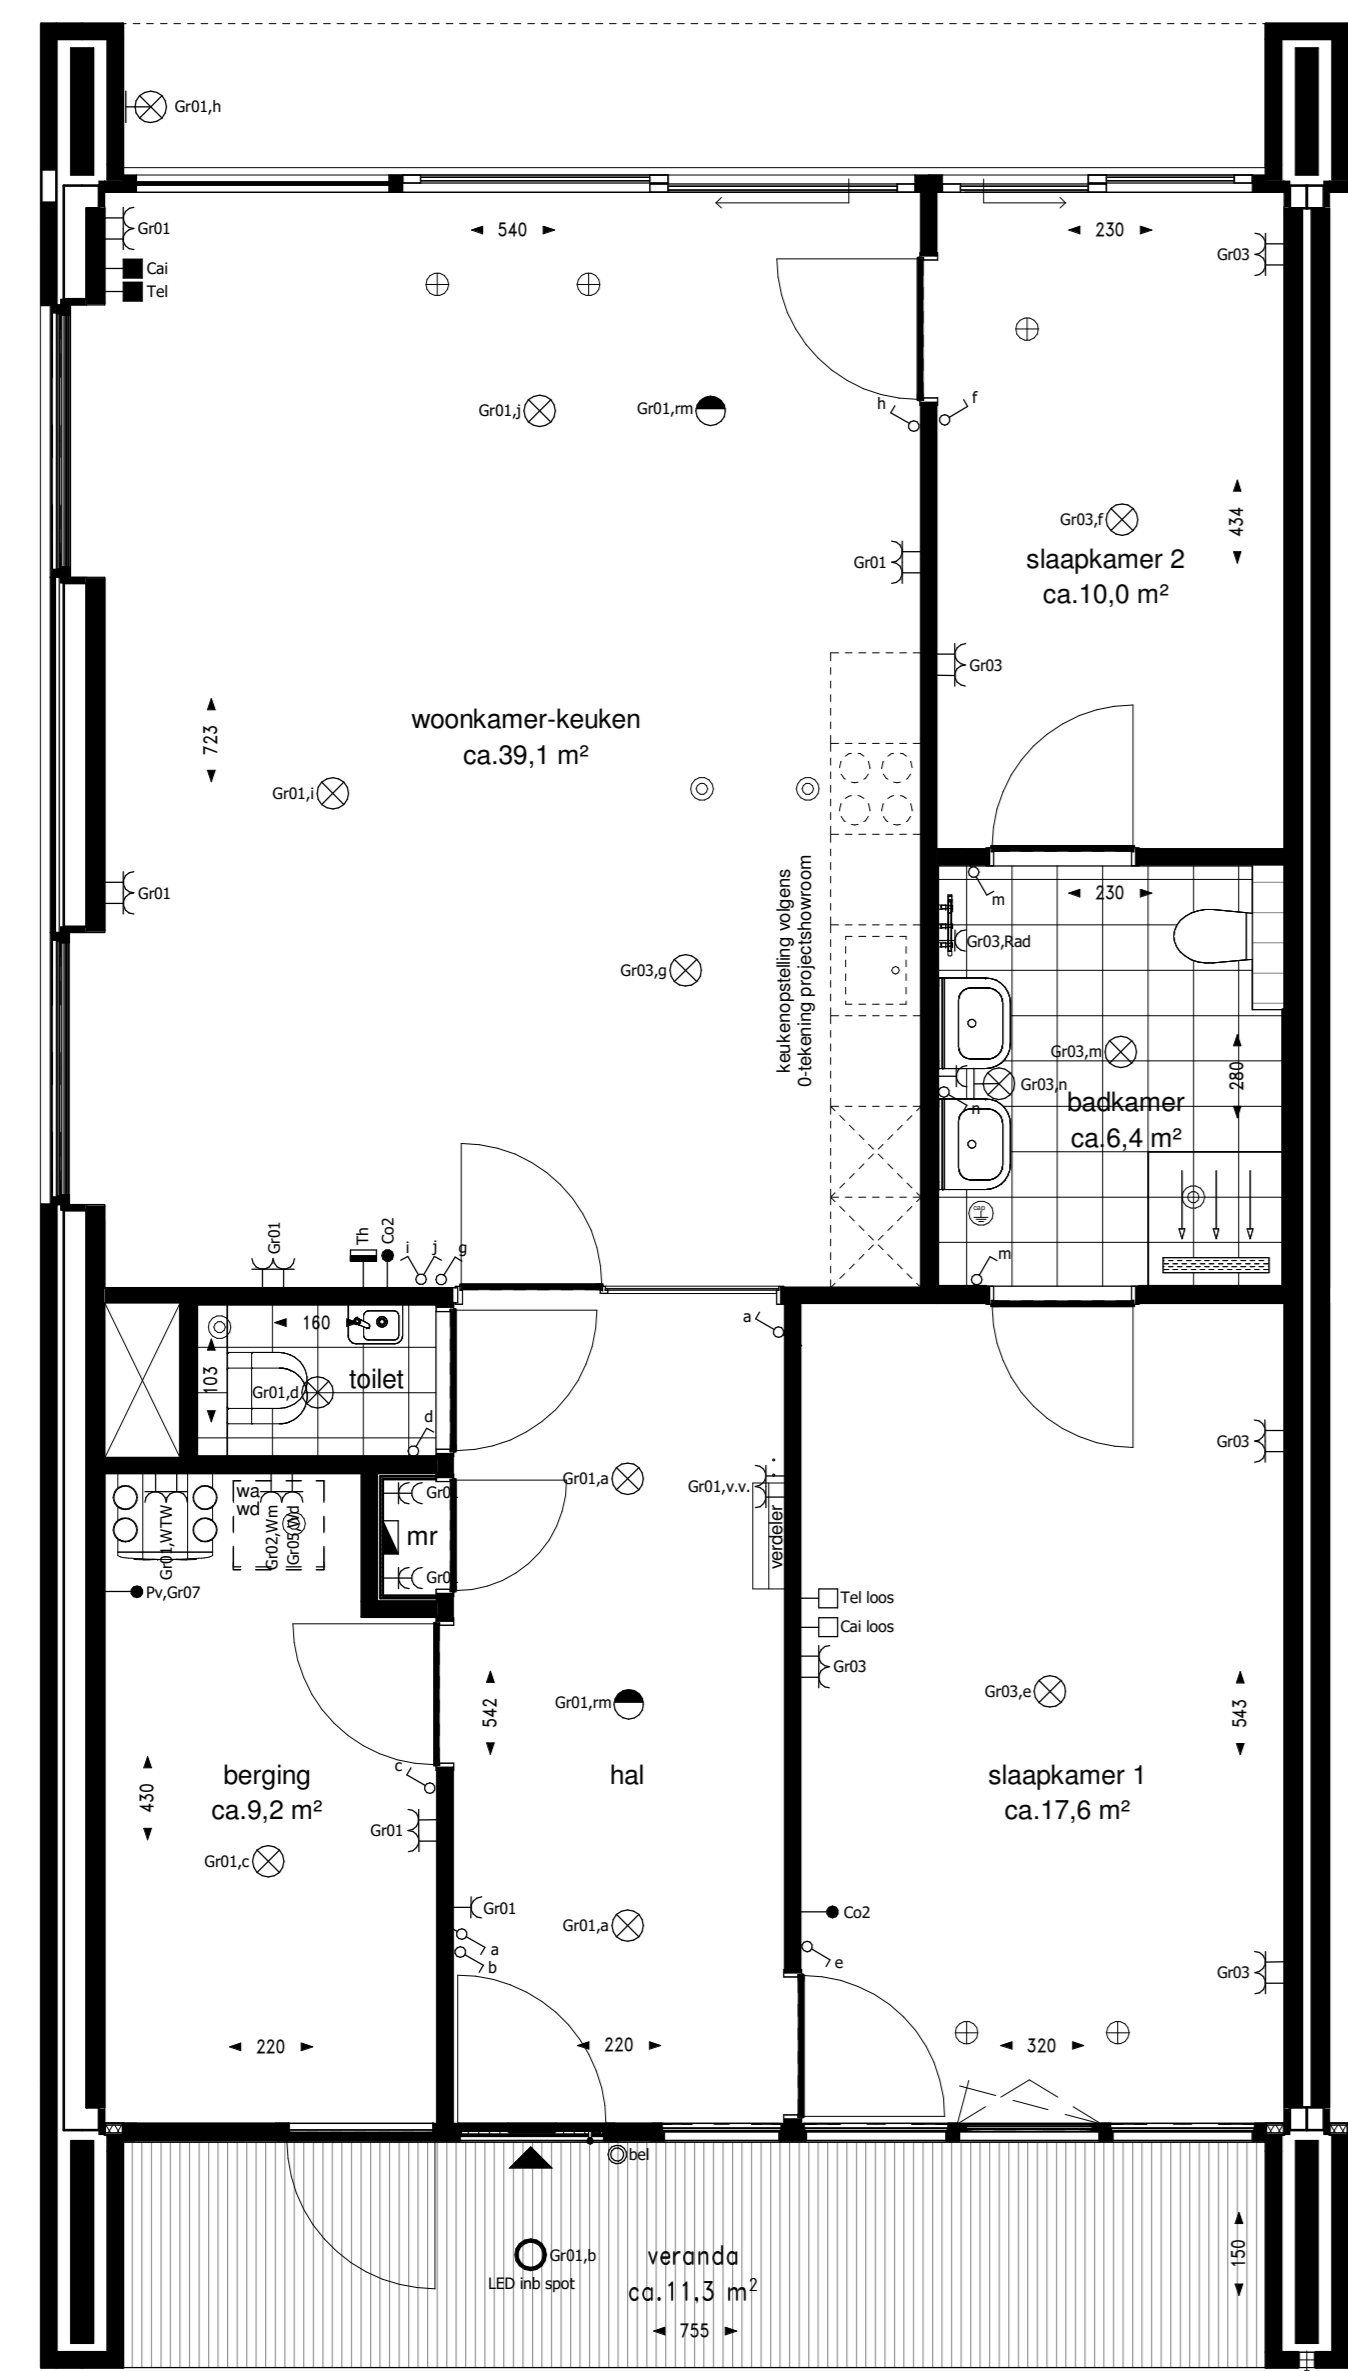 Gr01,h
Gr01
Cai
Tel
540
230
Gr03
Gr01,j
Gr01,rm
h
f
Gr03,f
434
slaapkamer 2
ca.10,0 m²
Gr01
Gr03
723
woonkamer-keuken
ca.39,1 m²
Gr01,i
Gr01
keukenopstelling volgens
0-tekening projectshowroom
m
230
Gr03,Rad
Gr03,g
Gr03,m
280
Gr03,n
n
badkamer
ca.6,4 m²
cap
m
Gr01
Th
Co2
i
j
g
160
103
toilet
Gr01,d
d
a
Gr03
Gr01,a
Gr01,v.v.
verdeler
wa
wd
Gr01,WTW
Gr02,Wm
Gr05,Wd
mr
Pv,Gr07
Tel loos
Cai loos
Gr03
Gr03,e
542
Gr01,rm
543
berging
ca.9,2 m²
430
c
hal
slaapkamer 1
ca.17,6 m²
Gr01
Gr01,c
Gr01
Gr01,a
a
b
Co2
e
Gr03
220
220
320
bel
Gr01,b
LED inb spot
veranda
ca.11,3 m²
755
150